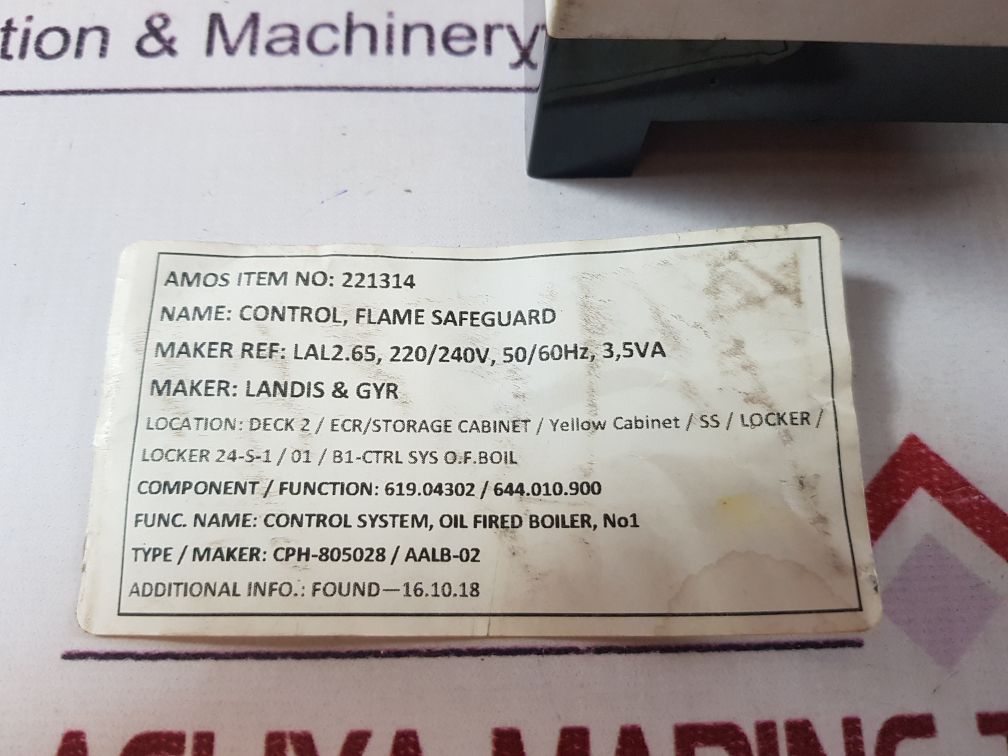 tion & Machinery
AMOS ITEM NO: 221314
NAME: CONTROL, FLAME SAFEGUARD
MAKER REF: LAL2.65, 220/240V, 50/60Hz, 3,5VA
MAKER: LANDIS & GYR
LOCATION: DECK 2 / ECR/STORAGE CABINET / Yellow Cabinet / SS / LOCKER /
LOCKER 24-S-1 / 01 / B1-CTRL SYS O.F.BOIL
COMPONENT / FUNCTION: 619.04302 / 644.010.900
FUNC. NAME: CONTROL SYSTEM, OIL FIRED BOILER, No1
TYPE / MAKER: CPH-805028 / AALB-02
ADDITIONAL INFO.: FOUND—16.10.18